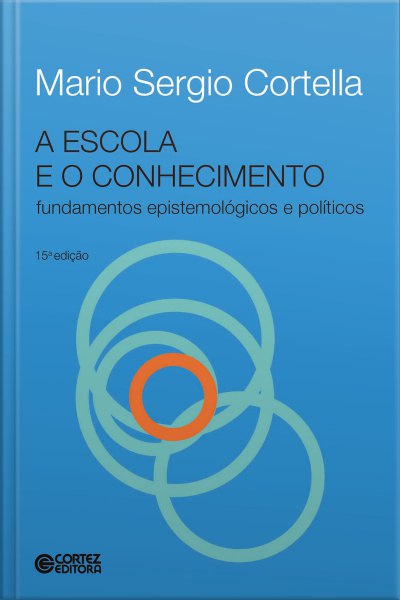 Mario Sergio Cortella
A ESCOLA
E O CONHECIMENTO
fundamentos epistemológicos e políticos
15ª edição
CORTEZ
EDITORA